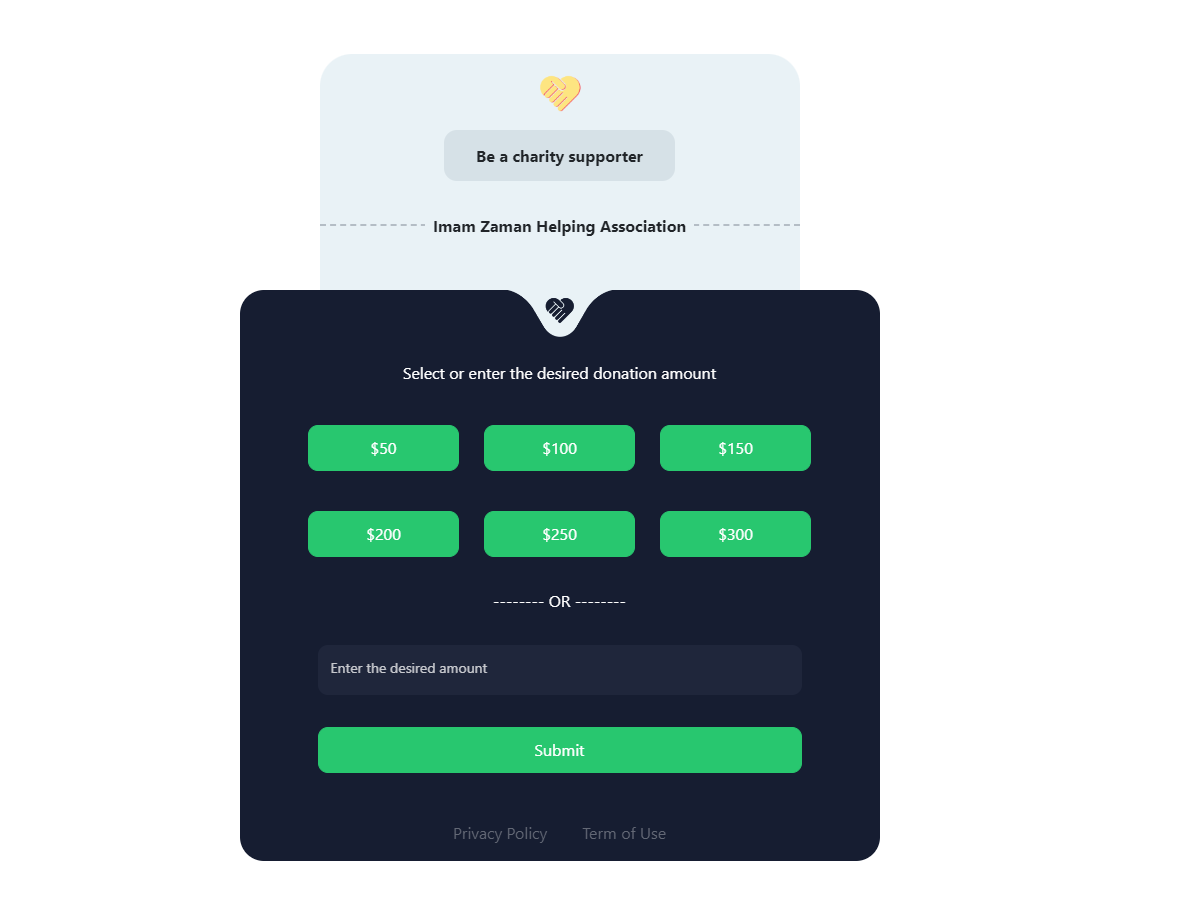 Be a charity supporter
Imam Zaman Helping Association
Select or enter the desired donation amount
$50 $100 $150
$200 $250 $300
-------- OR --------
Enter the desired amount
Submit
Privacy Policy Term of Use